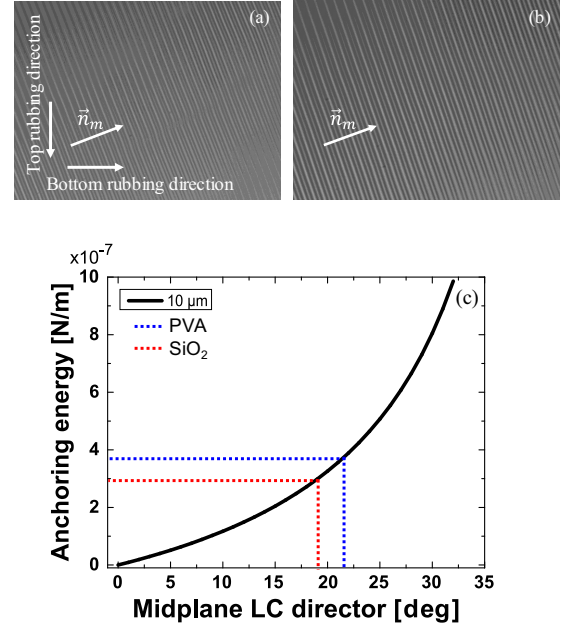 (a)
Top rubbing direction
n⃗m
Bottom rubbing direction
(b)
n⃗m
×10⁻⁷
10
8
6
4
2
0
Anchoring energy [N/m]
10 μm
PVA
SiO₂
(c)
0 5 10 15 20 25 30 35
Midplane LC director [deg]